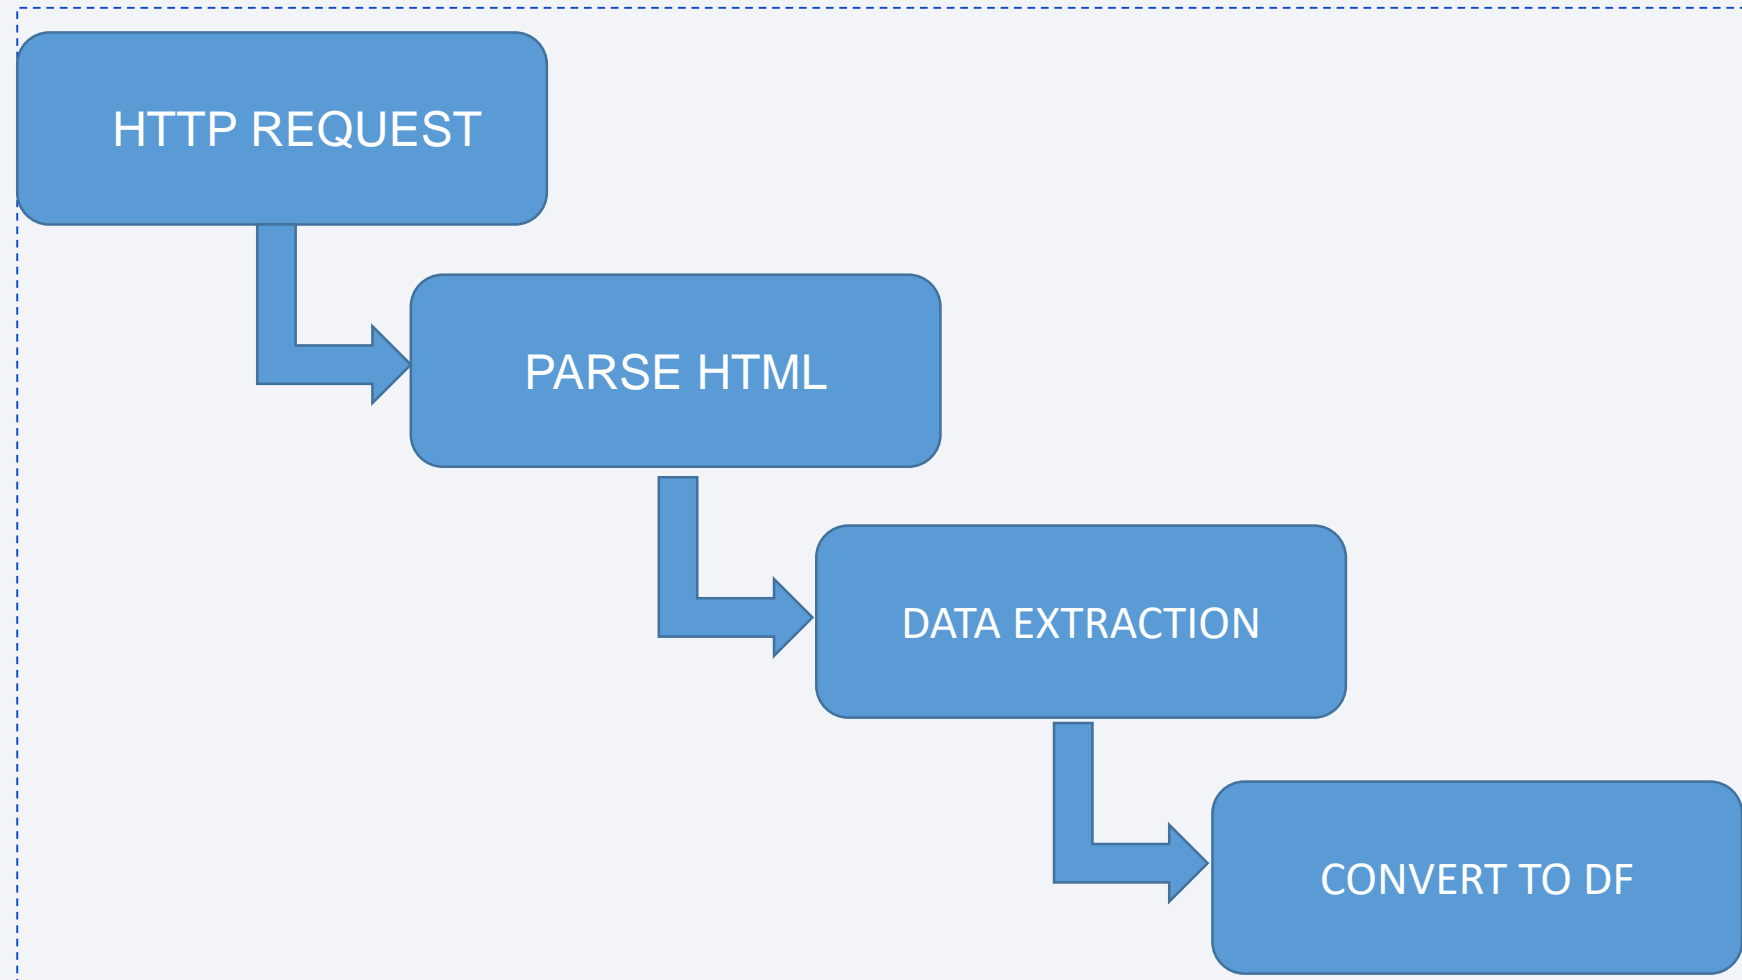 HTTP REQUEST
PARSE HTML
DATA EXTRACTION
CONVERT TO DF